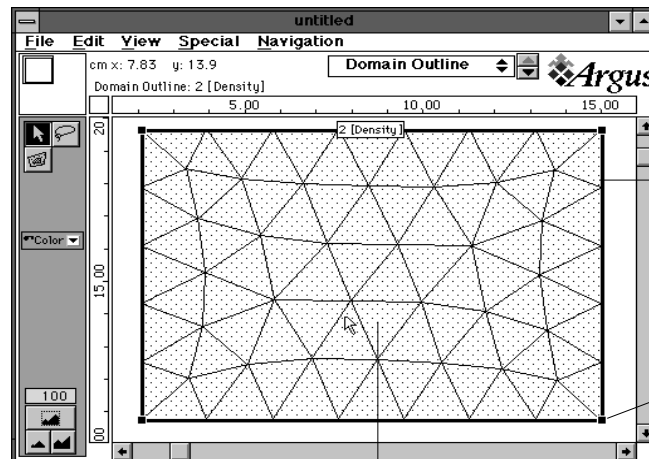 untitled
File Edit View Special Navigation
cm x: 7.83 y: 13.9
Domain Outline
Argus
Domain Outline: 2 [Density]
5.00 10.00 15.00
20
2 [Density]
Color
15.00
100
00